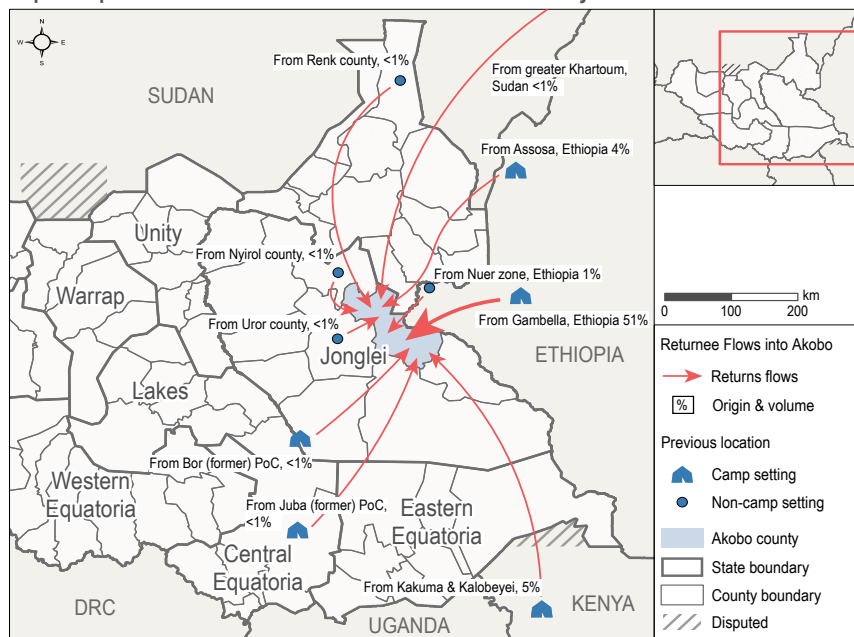 N
W
E
S
SUDAN
From Renk county, <1%
From greater Khartoum,
Sudan <1%
From Assosa, Ethiopia 4%
Unity
From Nyirol county, <1%
From Nuer zone, Ethiopia 1%
Warrap
From Uror county, <1%
From Gambella, Ethiopia 51%
Jonglei
ETHIOPIA
Lakes
From Bor (former) PoC, <1%
Western
Equatoria
From Juba (former) PoC,
<1%
Eastern
Equatoria
Central
Equatoria
From Kakuma & Kalobeyei, 5%
DRC
UGANDA
KENYA
km
0
100
200
Returnee Flows into Akobo
Returns flows
% Origin & volume
Previous location
Camp setting
Non-camp setting
Akobo county
State boundary
County boundary
Disputed